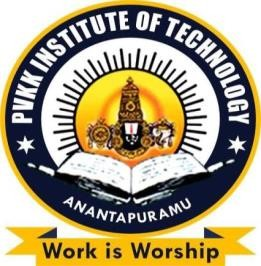 PVKK INSTITUTE OF TECHNOLOGY
ANANTAPURAMU
Work is Worship